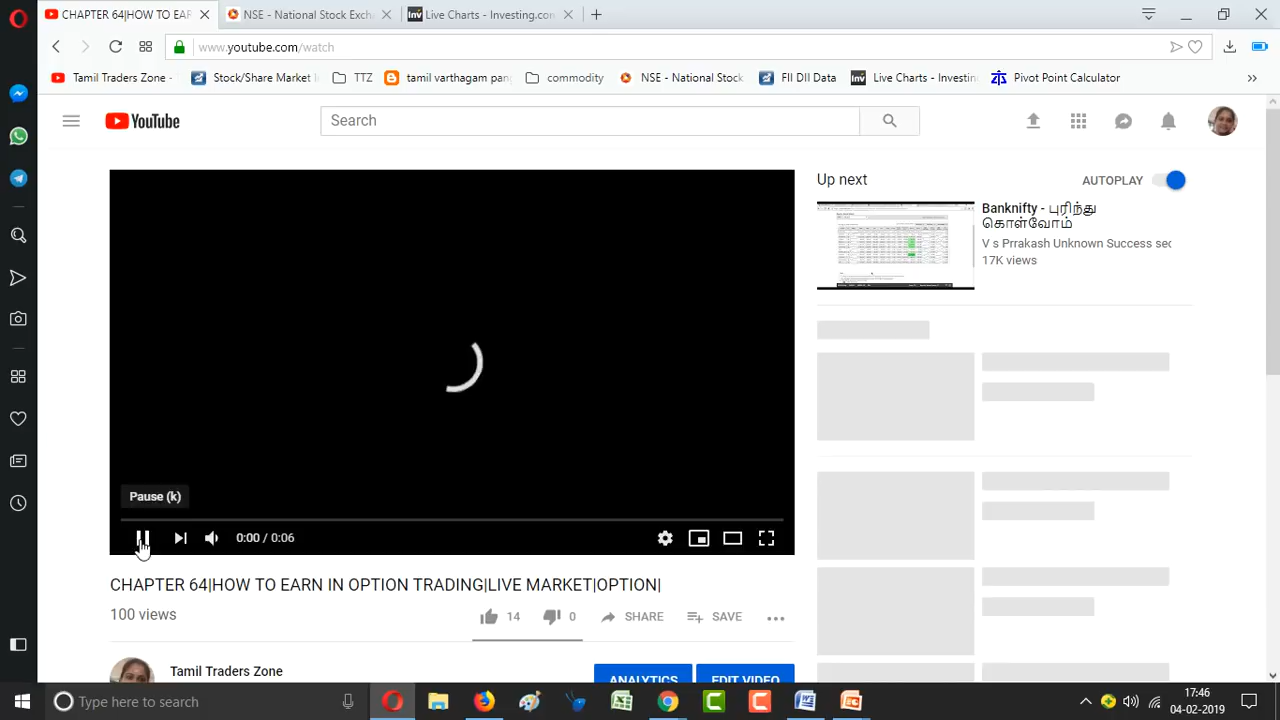 CHAPTER 64|HOW TO EAR
NSE - National Stock Exch
Live Charts - Investing.com
www.youtube.com/watch
Tamil Traders Zone -
Stock/Share Market
TTZ
tamil varthagam pan
commodity
NSE - National Stock
FII DII Data
Live Charts - Investin
Pivot Point Calculator
YouTube
Search
Up next
AUTOPLAY
Banknifty - புரிந்து
கொள்வோம்
V s Prrakash Unknown Success sec
17K views
Pause (k)
0:00 / 0:06
CHAPTER 64|HOW TO EARN IN OPTION TRADING|LIVE MARKET|OPTION|
100 views
14
0
SHARE
SAVE
Tamil Traders Zone
ANALYTICS
EDIT VIDEO
Type here to search
17:46
04-02-2019